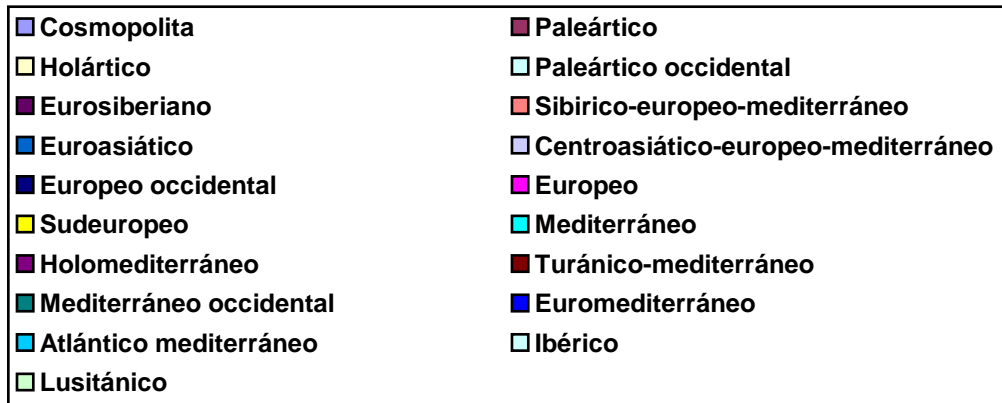 Cosmopolita
Paleártico
Holártico
Paleártico occidental
Eurosiberiano
Sibirico-europeo-mediterráneo
Euroasiático
Centroasiático-europeo-mediterráneo
Europeo occidental
Europeo
Sudeuropeo
Mediterráneo
Holomediterráneo
Turánico-mediterráneo
Mediterráneo occidental
Euromediterráneo
Atlántico mediterráneo
Ibérico
Lusitánico